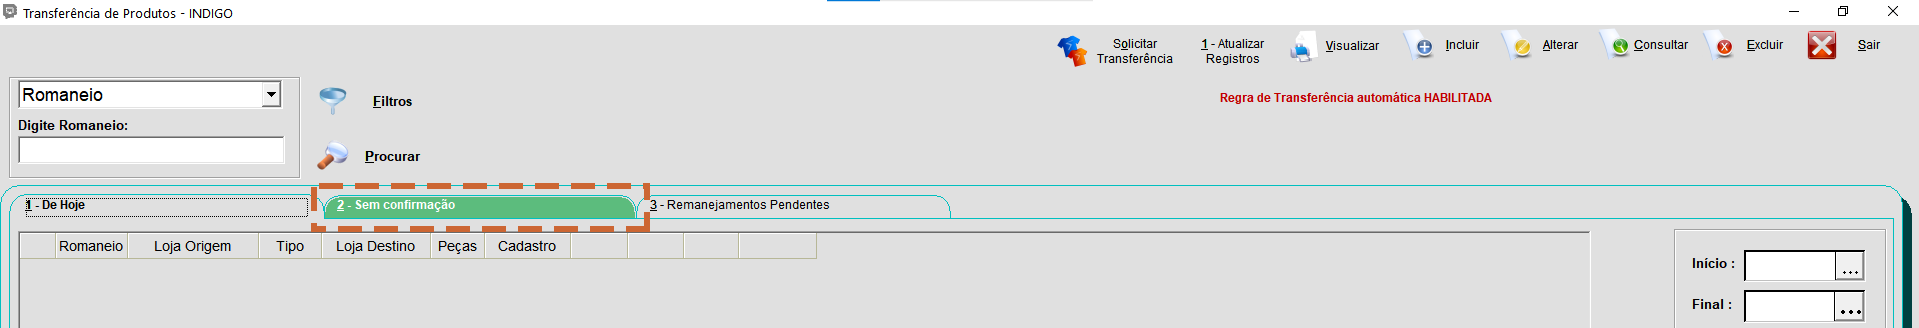 Transferência de Produtos - INDIGO
Solicitar
Transferência
1 - Atualizar
Registros
Visualizar
Incluir
Alterar
Consultar
Excluir
Sair
Romaneio
Digite Romaneio:
Filtros
Procurar
Regra de Transferência automática HABILITADA
1 - De Hoje
2 - Sem confirmação
3 - Remanejamentos Pendentes
Romaneio Loja Origem Tipo Loja Destino Peças Cadastro
Início : ...
Final : ...